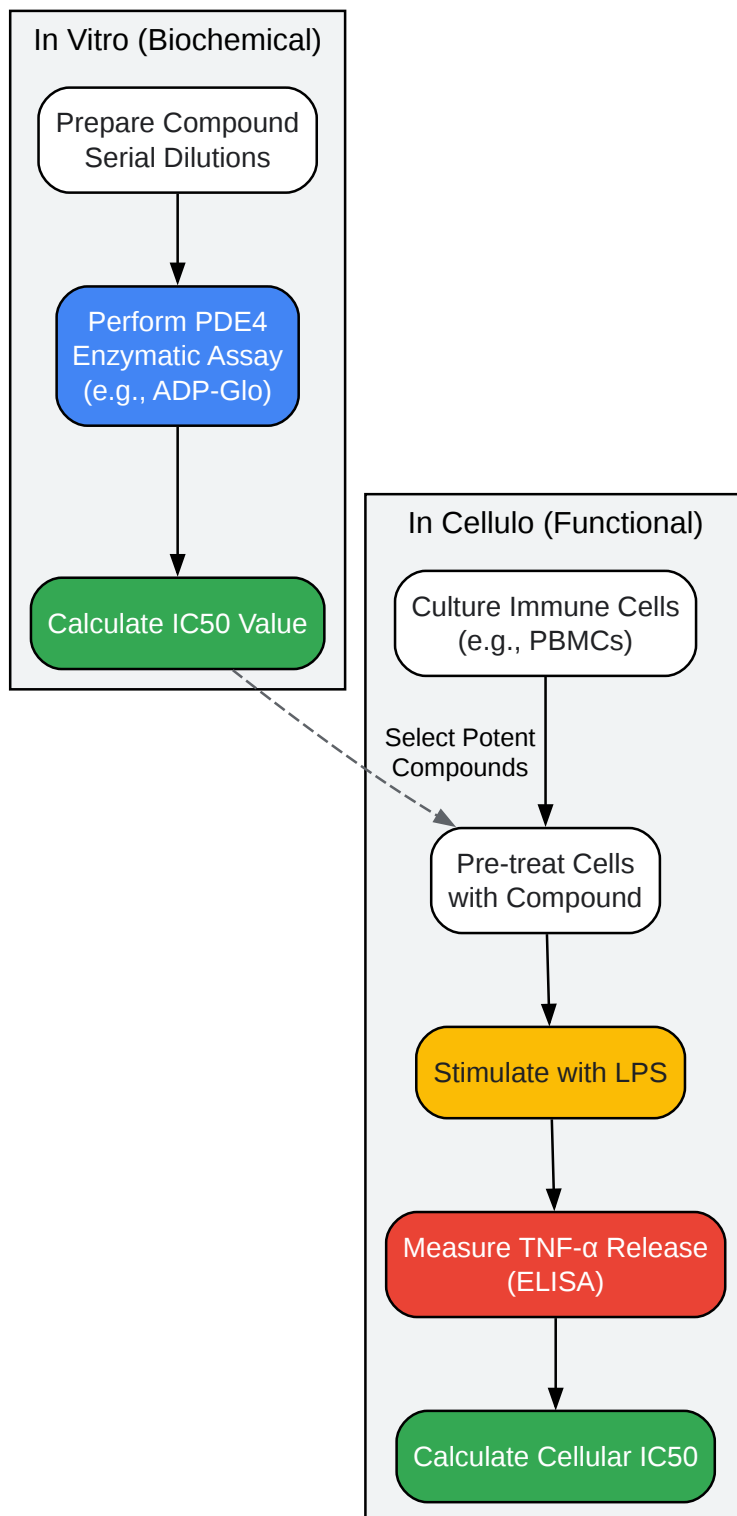 In Vitro (Biochemical)
Prepare Compound
Serial Dilutions
Perform PDE4
Enzymatic Assay
(e.g., ADP-Glo)
Calculate IC50 Value
In Cellulo (Functional)
Culture Immune Cells
(e.g., PBMCs)
Select Potent
Compounds
Pre-treat Cells
with Compound
Stimulate with LPS
Measure TNF-α Release
(ELISA)
Calculate Cellular IC50